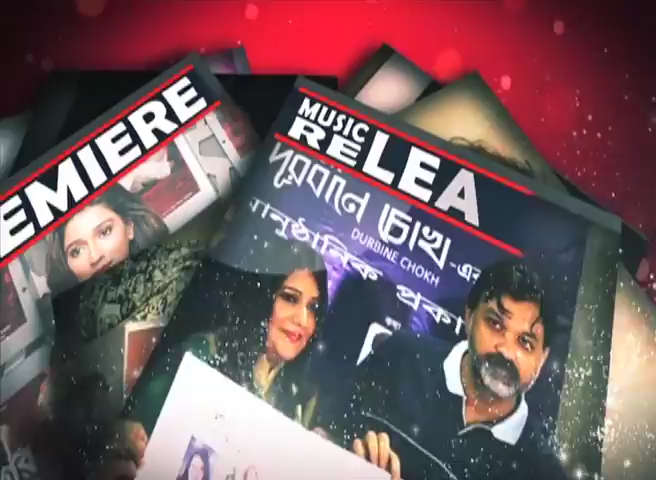 EMIERE
MUSIC
RELEA
দূরবীনে চোখ-এর
DURBINE CHOKH
আনুষ্ঠানিক প্রকা